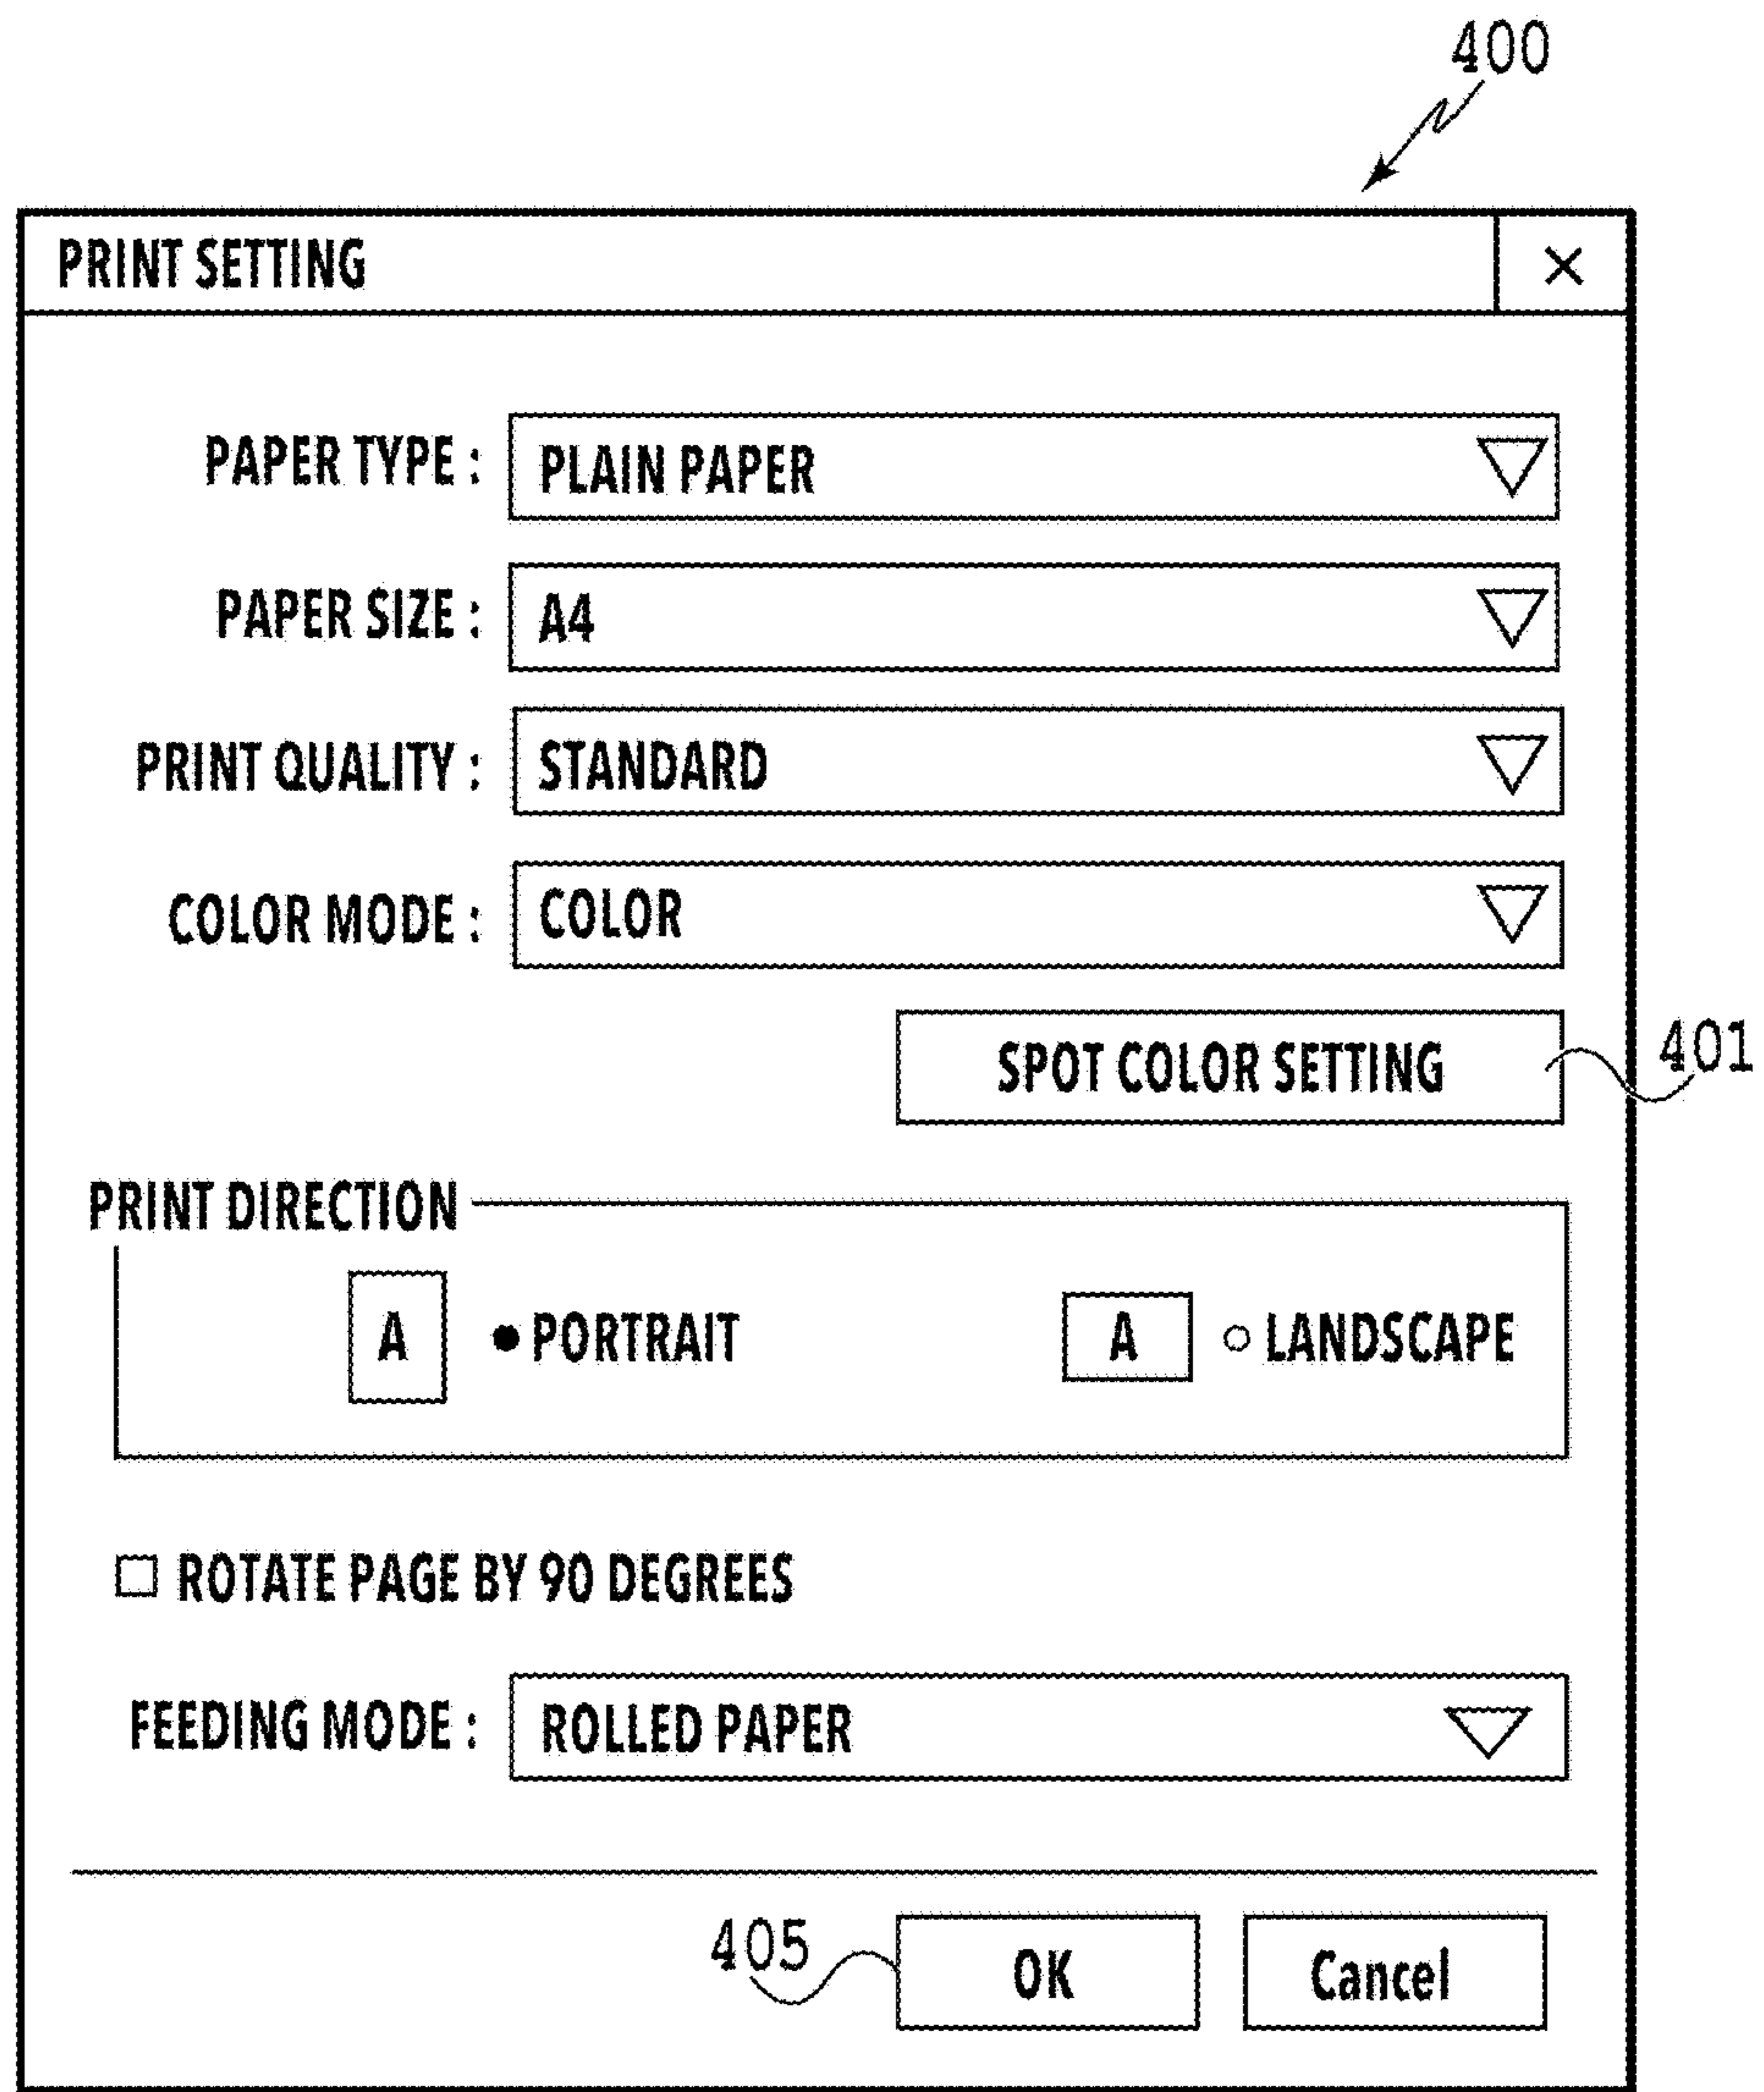 400
PRINT SETTING ×
PAPER TYPE : PLAIN PAPER
PAPER SIZE : A4
PRINT QUALITY : STANDARD
COLOR MODE : COLOR
SPOT COLOR SETTING 401
PRINT DIRECTION
A PORTRAIT A LANDSCAPE
ROTATE PAGE BY 90 DEGREES
FEEDING MODE : ROLLED PAPER
405 OK Cancel